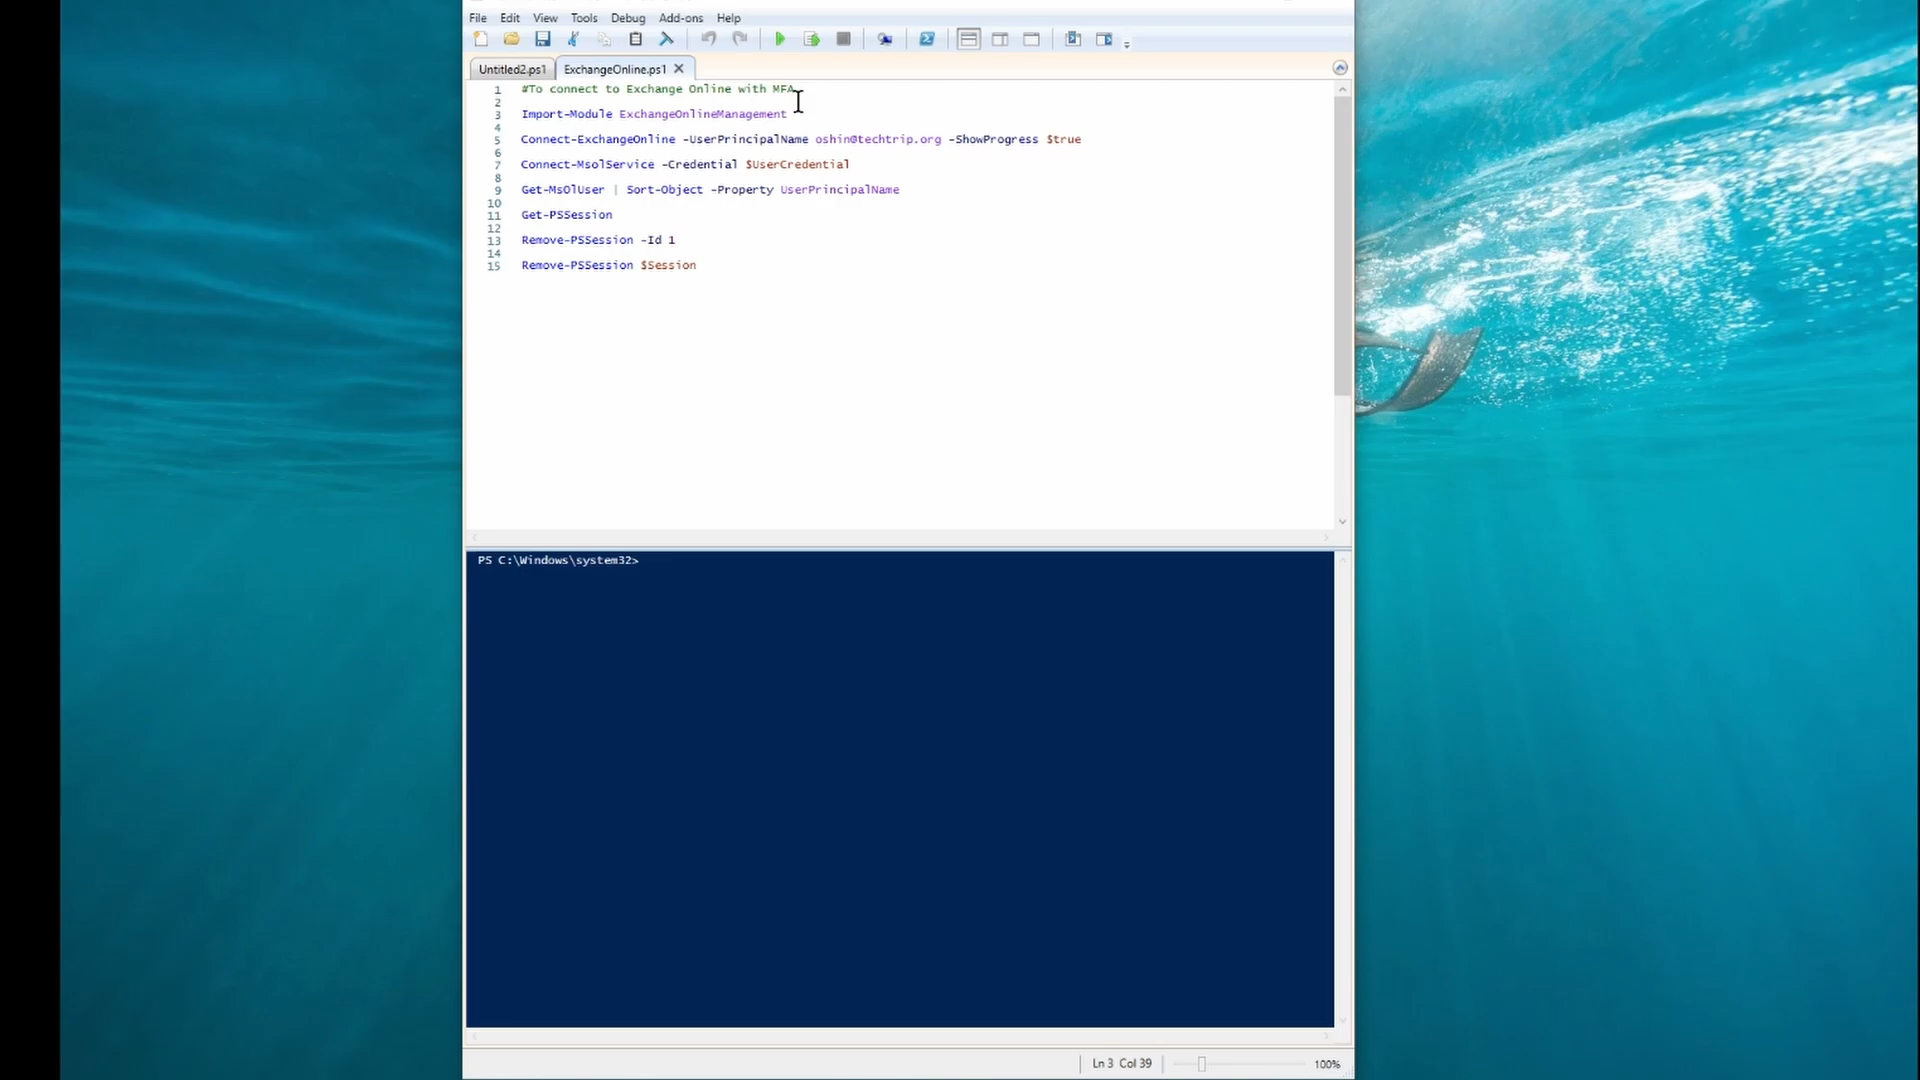 File Edit View Tools Debug Add-ons Help
Untitled2.ps1 ExchangeOnline.ps1
1 #To connect to Exchange Online with MFA
2
3 Import-Module ExchangeOnlineManagement
4
5 Connect-ExchangeOnline -UserPrincipalName oshin@techtrip.org -ShowProgress $true
6
7 Connect-MsolService -Credential $UserCredential
8
9 Get-MsOlUser | Sort-Object -Property UserPrincipalName
10
11 Get-PSSession
12
13 Remove-PSSession -Id 1
14
15 Remove-PSSession $Session
PS C:\Windows\system32>
Ln 3 Col 39 100%